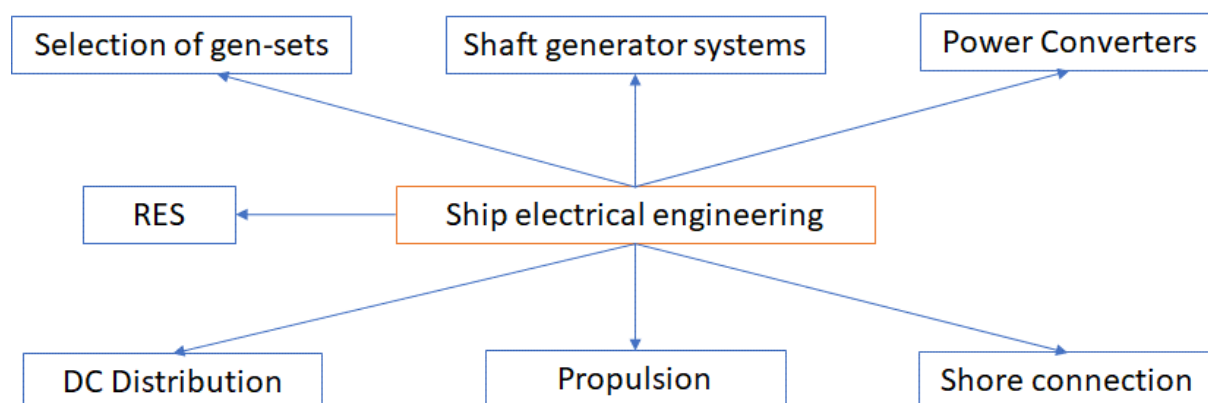 Selection of gen-sets
Shaft generator systems
Power Converters
RES
Ship electrical engineering
DC Distribution
Propulsion
Shore connection